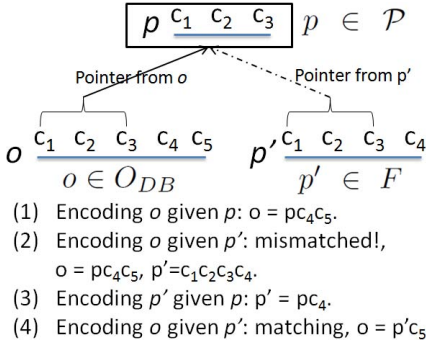 p c₁ c₂ c₃ p ∈ 𝒫
Pointer from o Pointer from p'
o c₁ c₂ c₃ c₄ c₅ p' c₁ c₂ c₃ c₄
o ∈ O_DB p' ∈ F
(1) Encoding o given p: o = pc₄c₅.
(2) Encoding o given p': mismatched!,
o = pc₄c₅, p'=c₁c₂c₃c₄.
(3) Encoding p' given p: p' = pc₄.
(4) Encoding o given p': matching, o = p'c₅